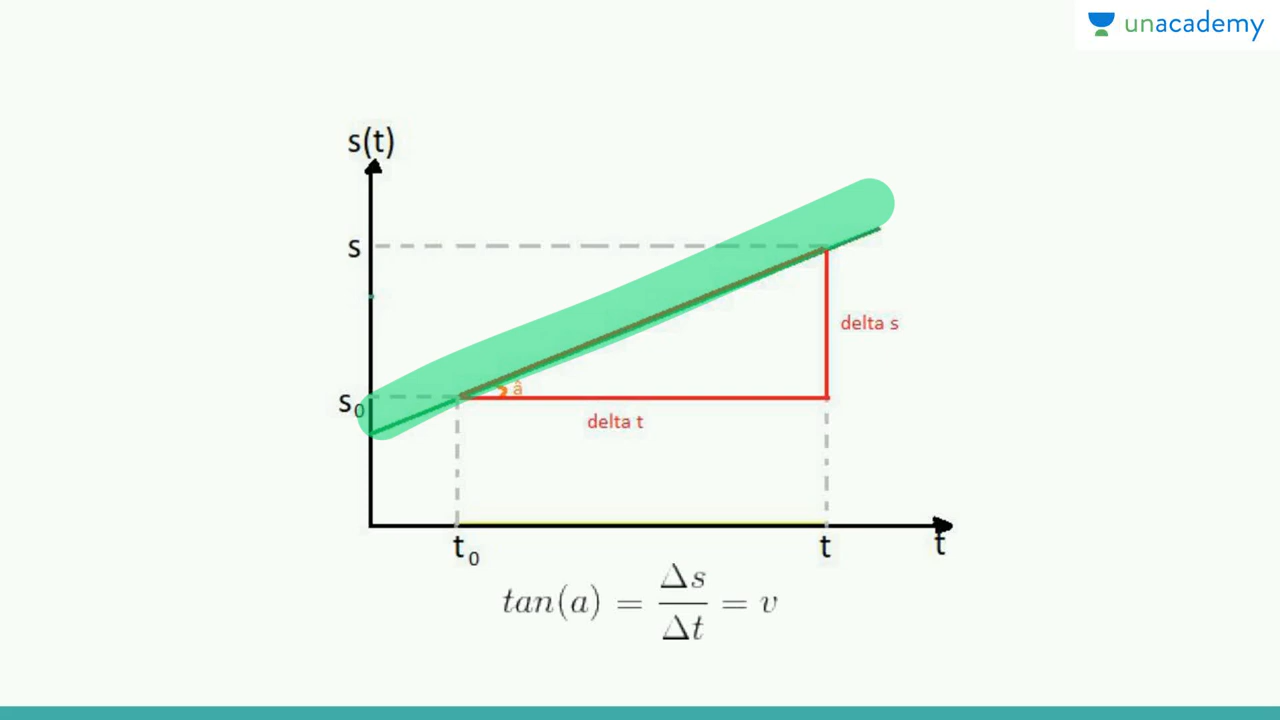 unacademy
s(t)
s
delta s
â
s₀
delta t
t₀ t t
tan(a) = Δs/Δt = v